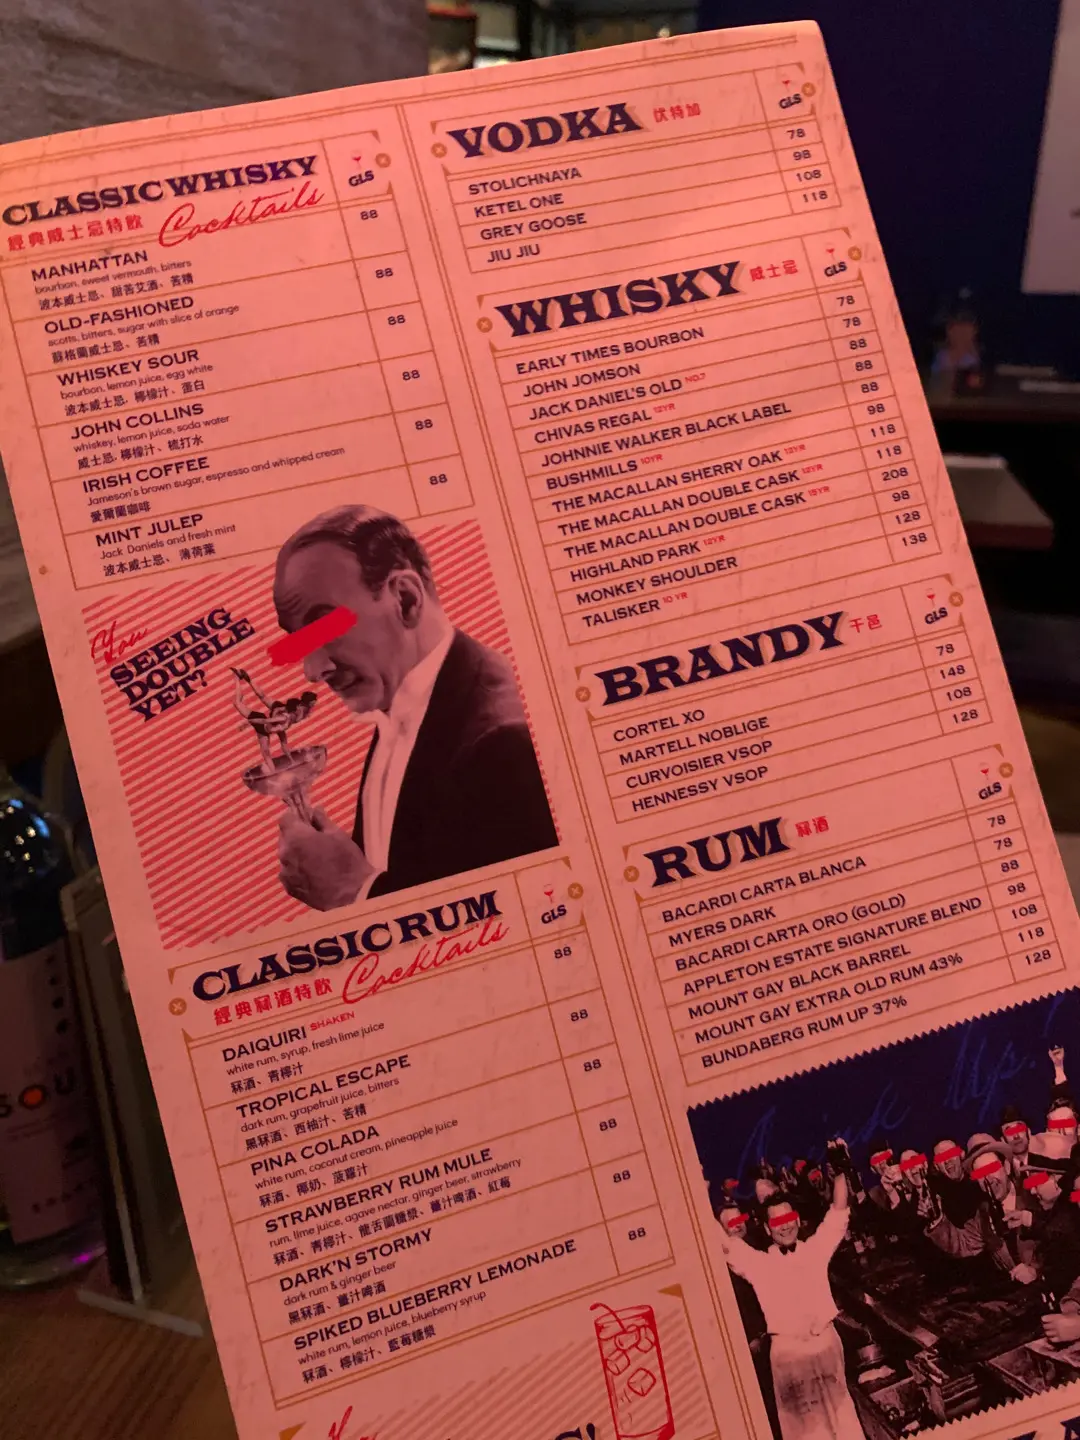 CLASSIC WHISKY
經典威士忌特飲 Cocktails
GLS
MANHATTAN 88
bourbon, sweet vermouth, bitters
波本威士忌、甜苦艾酒、苦精
OLD-FASHIONED 88
scotts, bitters, sugar with slice of orange
蘇格蘭威士忌、苦精
WHISKEY SOUR 88
bourbon, lemon juice, egg white
波本威士忌, 檸檬汁、蛋白
JOHN COLLINS 88
whiskey, lemon juice, soda water
威士忌, 檸檬汁、梳打水
IRISH COFFEE 88
Jameson's brown sugar, espresso and whipped cream
愛爾蘭咖啡
MINT JULEP 88
Jack Daniels and fresh mint
波本威士忌、薄荷葉
You
SEEING
DOUBLE
YET?
CLASSIC RUM
經典冧酒特飲 Cocktails
GLS
DAIQUIRI SHAKEN 88
white rum, syrup, fresh lime juice
冧酒、青檸汁
TROPICAL ESCAPE 88
dark rum, grapefruit juice, bitters
黑冧酒、西柚汁、苦精
PINA COLADA 88
white rum, coconut cream, pineapple juice
冧酒、椰奶、菠蘿汁
STRAWBERRY RUM MULE 88
rum, lime juice, agave nectar, ginger beer, strawberry
冧酒、青檸汁、龍舌蘭糖漿、薑汁啤酒、紅莓
DARK'N STORMY 88
dark rum & ginger beer
黑冧酒、薑汁啤酒
SPIKED BLUEBERRY LEMONADE 88
white rum, lemon juice, blueberry syrup
冧酒、檸檬汁、藍莓糖漿
VODKA 伏特加
GLS
STOLICHNAYA 78
KETEL ONE 98
GREY GOOSE 108
JIU JIU 118
WHISKY 威士忌
GLS
EARLY TIMES BOURBON 78
JOHN JOMSON 78
JACK DANIEL'S OLD NO.7 88
CHIVAS REGAL 12YR 88
JOHNNIE WALKER BLACK LABEL 88
BUSHMILLS 10YR 98
THE MACALLAN SHERRY OAK 12YR 118
THE MACALLAN DOUBLE CASK 12YR 118
THE MACALLAN DOUBLE CASK 15YR 208
HIGHLAND PARK 12YR 98
MONKEY SHOULDER 128
TALISKER 10 YR 138
BRANDY 干邑
GLS
CORTEL XO 78
MARTELL NOBLIGE 148
CURVOISIER VSOP 108
HENNESSY VSOP 128
RUM 冧酒
GLS
BACARDI CARTA BLANCA 78
MYERS DARK 78
BACARDI CARTA ORO (GOLD) 88
APPLETON ESTATE SIGNATURE BLEND 98
MOUNT GAY BLACK BARREL 108
MOUNT GAY EXTRA OLD RUM 43% 118
BUNDABERG RUM UP 37% 128
Drink Up!